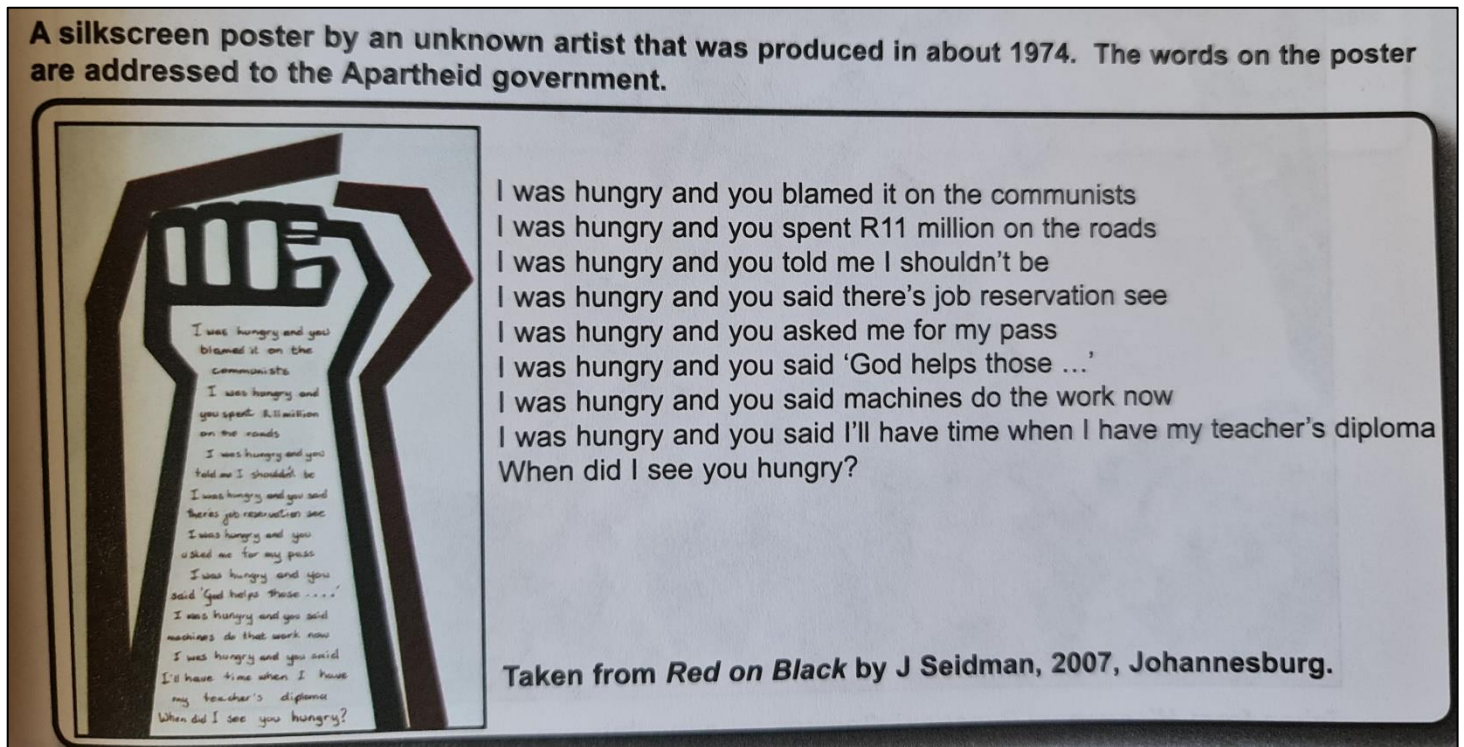 A silkscreen poster by an unknown artist that was produced in about 1974. The words on the poster
are addressed to the Apartheid government.
I was hungry and you
blamed it on the
communists
I was hungry and
you spent R11 million
on the roads
I was hungry and you
told me I shouldn't be
I was hungry and you said
there's job reservation see
I was hungry and you
asked me for my pass
I was hungry and you
said 'God helps those ....'
I was hungry and you said
machines do that work now
I was hungry and you said
I'll have time when I have
my teacher's diploma
When did I see you hungry?
I was hungry and you blamed it on the communists
I was hungry and you spent R11 million on the roads
I was hungry and you told me I shouldn't be
I was hungry and you said there's job reservation see
I was hungry and you asked me for my pass
I was hungry and you said ‘God helps those ...’
I was hungry and you said machines do the work now
I was hungry and you said I'll have time when I have my teacher's diploma
When did I see you hungry?
Taken from Red on Black by J Seidman, 2007, Johannesburg.